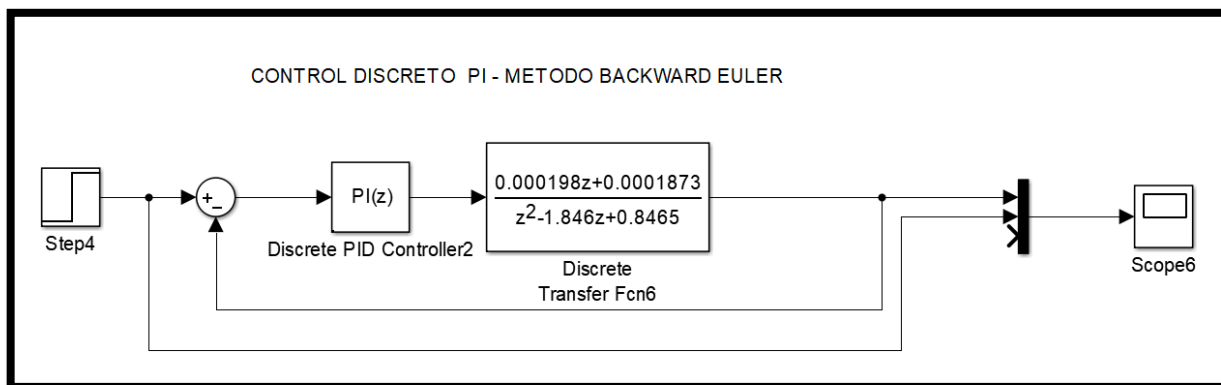 CONTROL DISCRETO PI - METODO BACKWARD EULER
Step4
+
−
PI(z)
Discrete PID Controller2
0.000198z+0.0001873
z²-1.846z+0.8465
Discrete
Transfer Fcn6
Scope6